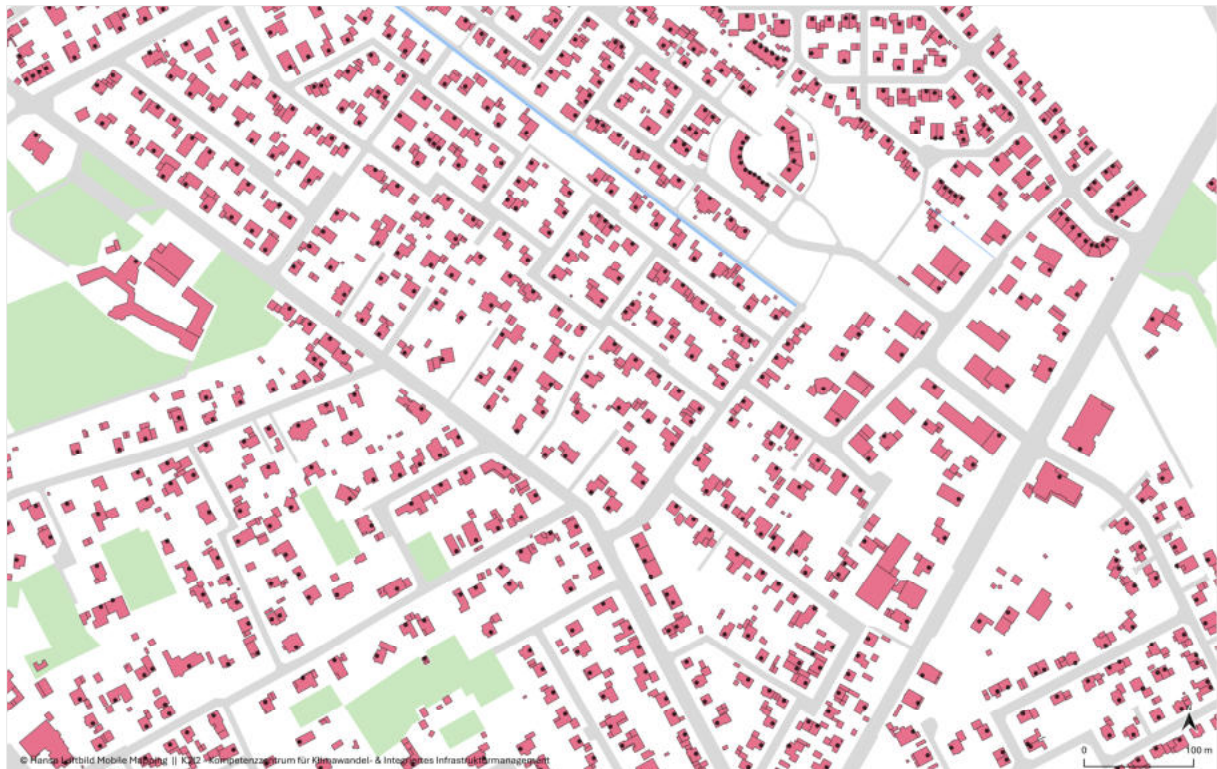 © Hansa Luftbild Mobile Mapping || K2I2 - Kompetenzzentrum für Klimawandel- & Integriertes Infrastrukturmanagement
0 100 m